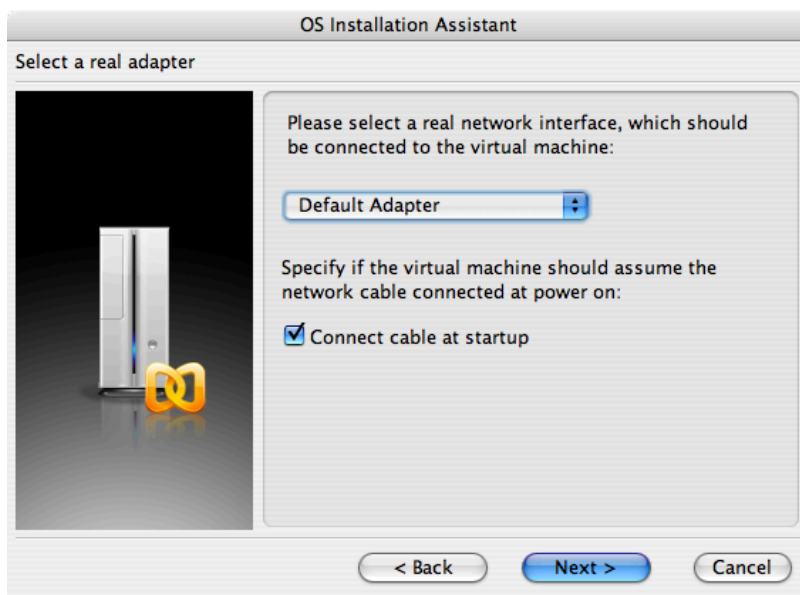 OS Installation Assistant
Select a real adapter
Please select a real network interface, which should
be connected to the virtual machine:
Default Adapter
Specify if the virtual machine should assume the
network cable connected at power on:
Connect cable at startup
< Back
Next >
Cancel